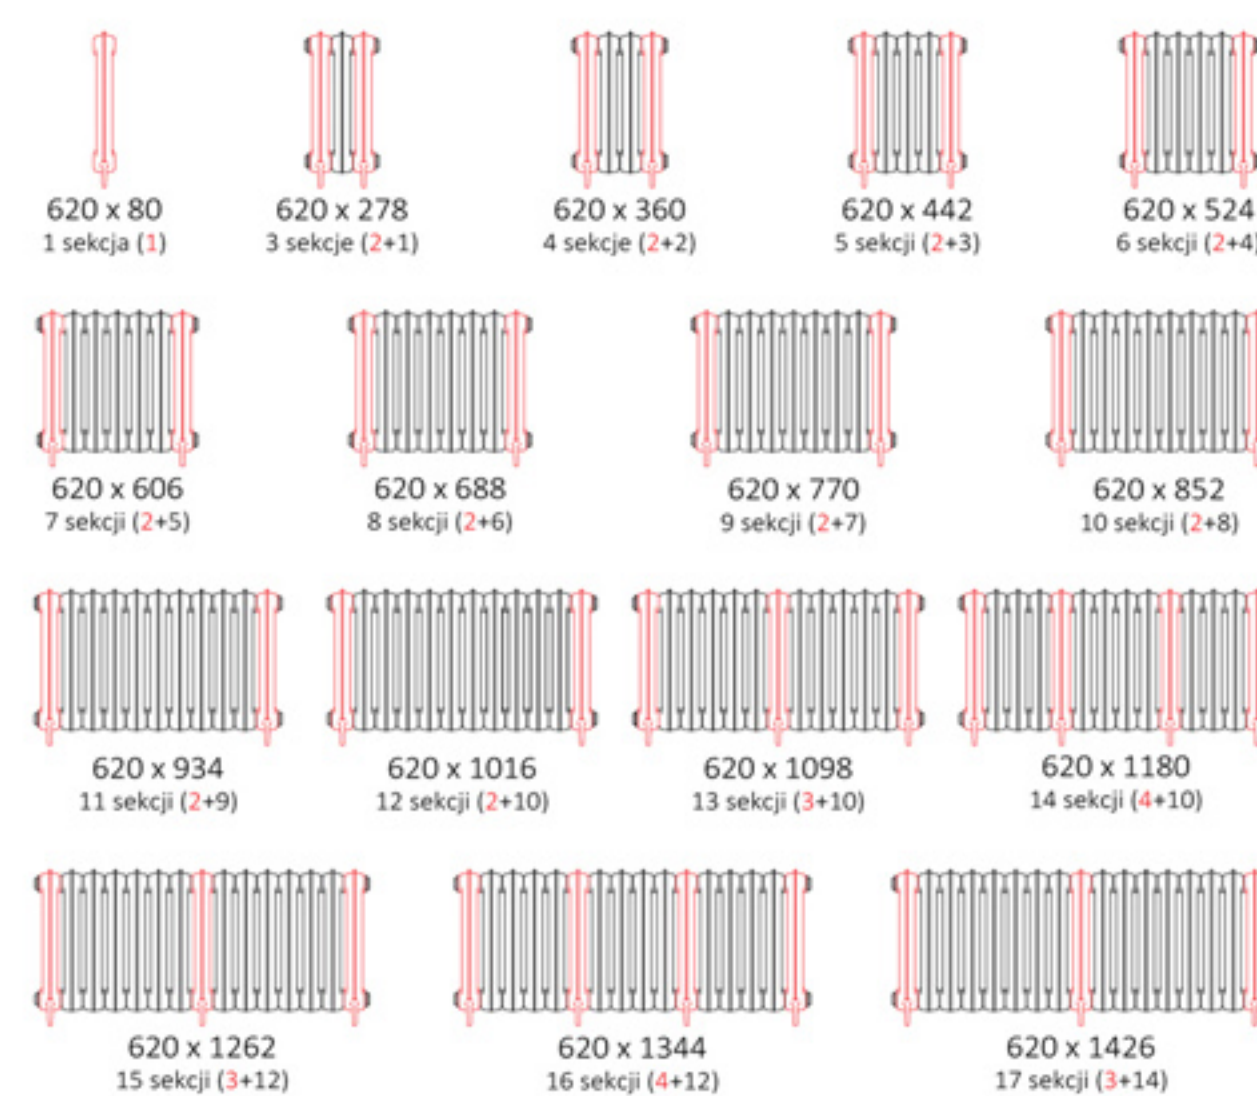 620 x 80
1 sekcja (1)
620 x 278
3 sekcje (2+1)
620 x 360
4 sekcje (2+2)
620 x 442
5 sekcji (2+3)
620 x 524
6 sekcji (2+4)
620 x 606
7 sekcji (2+5)
620 x 688
8 sekcji (2+6)
620 x 770
9 sekcji (2+7)
620 x 852
10 sekcji (2+8)
620 x 934
11 sekcji (2+9)
620 x 1016
12 sekcji (2+10)
620 x 1098
13 sekcji (3+10)
620 x 1180
14 sekcji (4+10)
620 x 1262
15 sekcji (3+12)
620 x 1344
16 sekcji (4+12)
620 x 1426
17 sekcji (3+14)